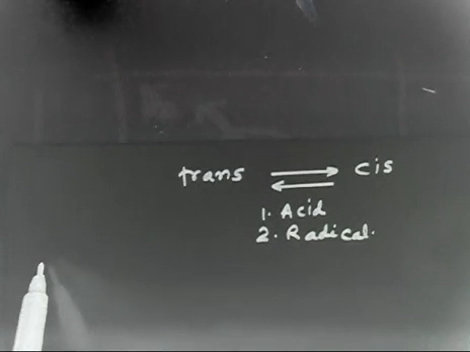 trans ⇌ cis
1. Acid
2. Radical.